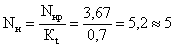 Nн = Nнр / Kt = 3,67 / 0,7 = 5,2 ≈ 5